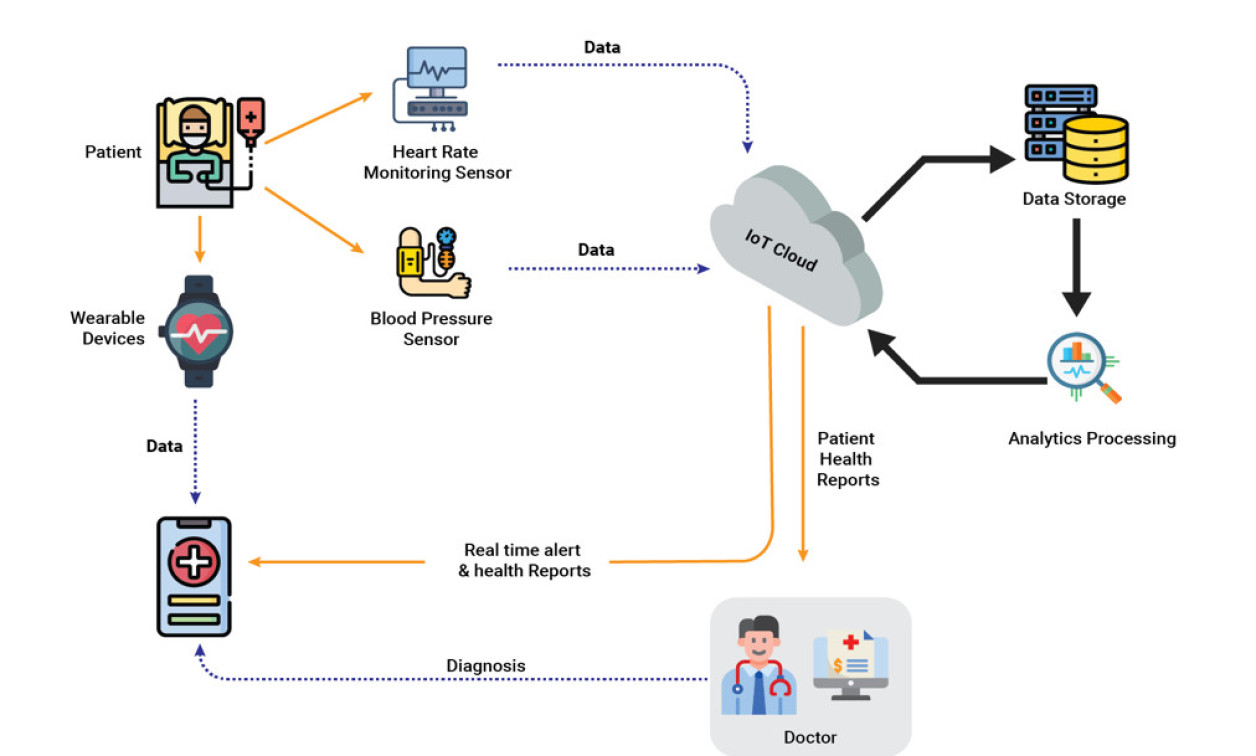 Data
Patient
Heart Rate
Monitoring Sensor
Data Storage
IoT Cloud
Data
Wearable
Devices
Blood Pressure
Sensor
Data
Patient
Health
Reports
Analytics Processing
Real time alert
& health Reports
Diagnosis
$
Doctor